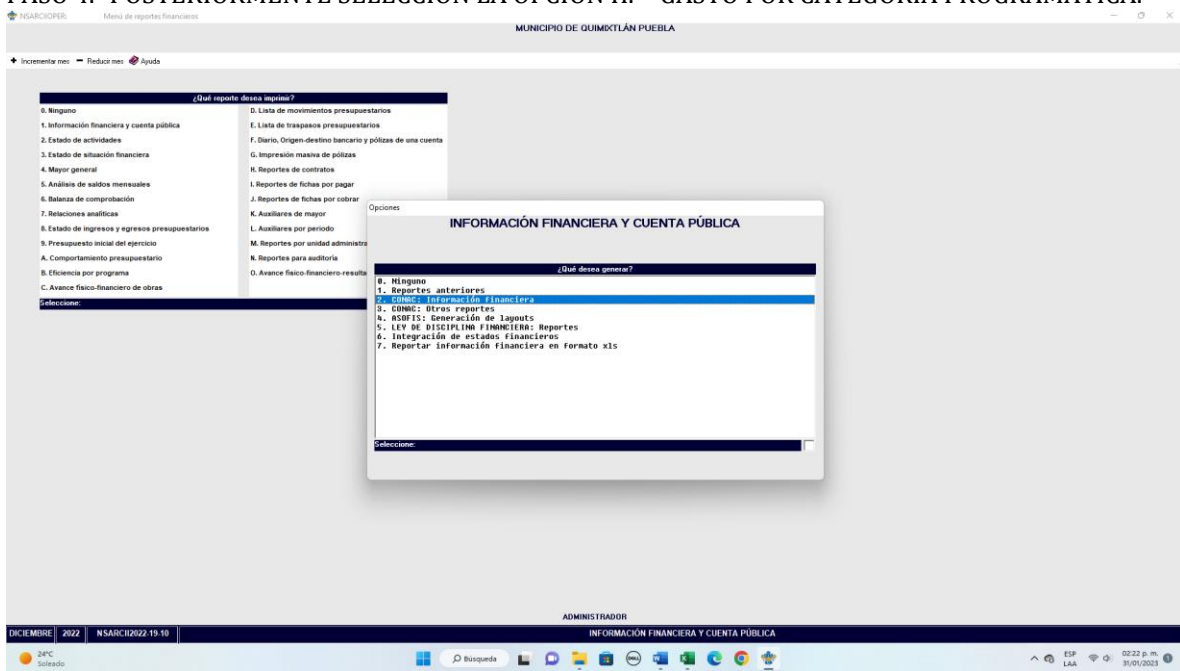 PASO 4.- POSTERIORMENTE SELECCIÓN LA OPCIÓN H.- GASTO POR CATEGORÍA PROGRAMÁTICA.
NSARCIIOPER: Menú de reportes financieros
MUNICIPIO DE QUIMIXTLÁN PUEBLA
Incrementar mes Reducir mes Ayuda
¿Qué reporte desea imprimir?
0. Ninguno
1. Información financiera y cuenta pública
2. Estado de actividades
3. Estado de situación financiera
4. Mayor general
5. Análisis de saldos mensuales
6. Balanza de comprobación
7. Relaciones analíticas
8. Estado de ingresos y egresos presupuestarios
9. Presupuesto inicial del ejercicio
A. Comportamiento presupuestario
B. Eficiencia por programa
C. Avance físico-financiero de obras
D. Lista de movimientos presupuestarios
E. Lista de traspasos presupuestarios
F. Diario, Origen-destino bancario y pólizas de una cuenta
G. Impresión masiva de pólizas
H. Reportes de contratos
I. Reportes de fichas por pagar
J. Reportes de fichas por cobrar
K. Auxiliares de mayor
L. Auxiliares por periodo
M. Reportes por unidad administra
N. Reportes para auditoría
O. Avance físico-financiero-resulta
Seleccione:
Opciones
INFORMACIÓN FINANCIERA Y CUENTA PÚBLICA
¿Qué desea generar?
0. Ninguno
1. Reportes anteriores
2. CONAC: Información Financiera
3. CONAC: Otros reportes
4. ASOFIS: Generación de layouts
5. LEY DE DISCIPLINA FINANCIERA: Reportes
6. Integración de estados financieros
7. Reportar información financiera en formato xls
Seleccione:
ADMINISTRADOR
DICIEMBRE 2022 NSARCII2022-19-10 INFORMACIÓN FINANCIERA Y CUENTA PÚBLICA
24°C
Soleado
Búsqueda
ESP
LAA
02:22 p. m.
31/01/2023